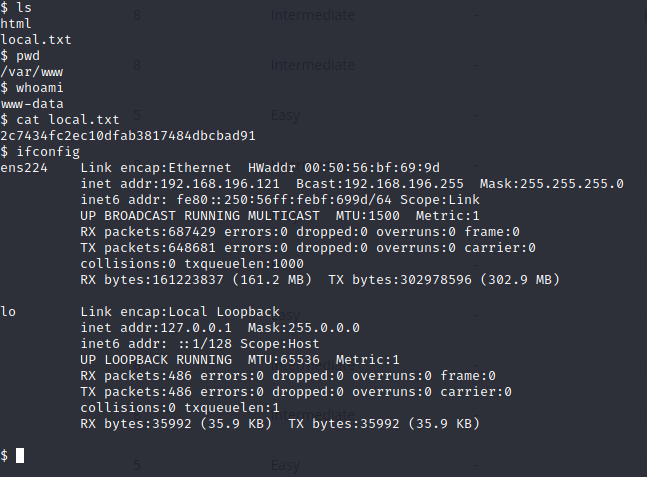 $ ls
html
local.txt
$ pwd
/var/www
$ whoami
www-data
$ cat local.txt
2c7434fc2ec10dfab3817484dbcbad91
$ ifconfig
ens224    Link encap:Ethernet  HWaddr 00:50:56:bf:69:9d
          inet addr:192.168.196.121  Bcast:192.168.196.255  Mask:255.255.255.0
          inet6 addr: fe80::250:56ff:febf:699d/64 Scope:Link
          UP BROADCAST RUNNING MULTICAST  MTU:1500  Metric:1
          RX packets:687429 errors:0 dropped:0 overruns:0 frame:0
          TX packets:648681 errors:0 dropped:0 overruns:0 carrier:0
          collisions:0 txqueuelen:1000
          RX bytes:161223837 (161.2 MB)  TX bytes:302978596 (302.9 MB)
lo        Link encap:Local Loopback
          inet addr:127.0.0.1  Mask:255.0.0.0
          inet6 addr: ::1/128 Scope:Host
          UP LOOPBACK RUNNING  MTU:65536  Metric:1
          RX packets:486 errors:0 dropped:0 overruns:0 frame:0
          TX packets:486 errors:0 dropped:0 overruns:0 carrier:0
          collisions:0 txqueuelen:1
          RX bytes:35992 (35.9 KB)  TX bytes:35992 (35.9 KB)
$
8 Intermediate -
8 Intermediate -
5 Easy -
Intermediate
5 Easy -